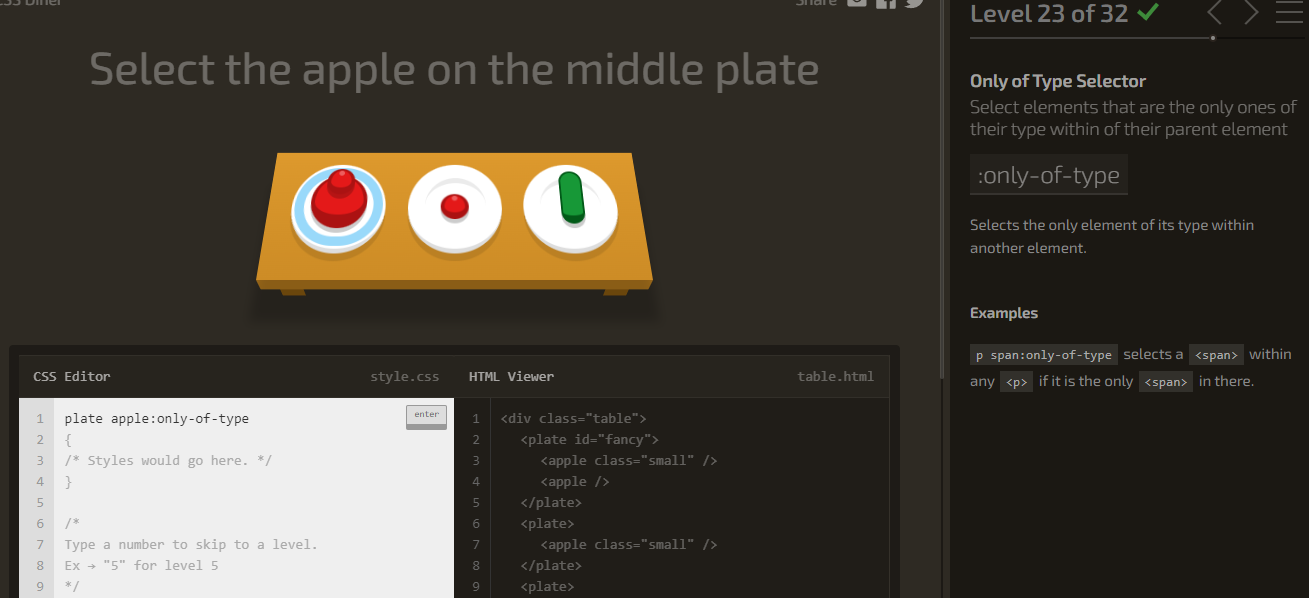 CSS Diner
Share
Select the apple on the middle plate
CSS Editor
style.css
1 plate apple:only-of-type
enter
2 {
3 /* Styles would go here. */
4 }
5
6 /*
7 Type a number to skip to a level.
8 Ex → "5" for level 5
9 */
HTML Viewer
table.html
1 <div class="table">
2 <plate id="fancy">
3 <apple class="small" />
4 <apple />
5 </plate>
6 <plate>
7 <apple class="small" />
8 </plate>
9 <plate>
Level 23 of 32
Only of Type Selector
Select elements that are the only ones of
their type within of their parent element
:only-of-type
Selects the only element of its type within
another element.
Examples
p span:only-of-type selects a <span> within
any <p> if it is the only <span> in there.